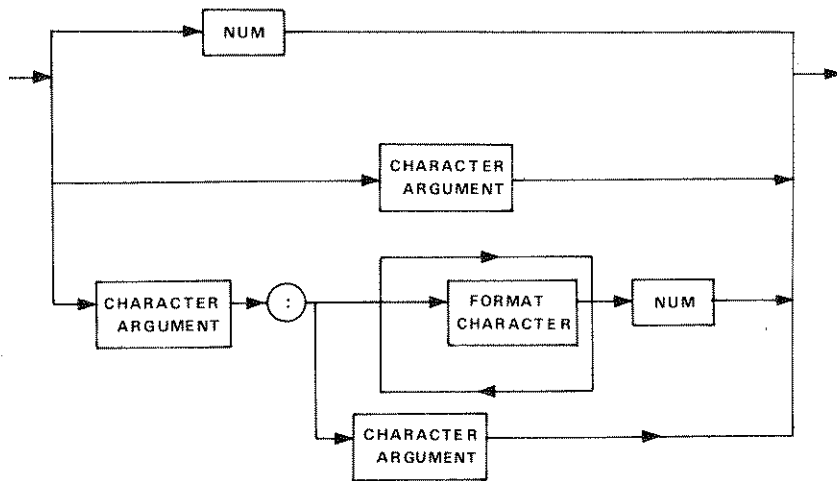 NUM
CHARACTER
ARGUMENT
CHARACTER
ARGUMENT
:
FORMAT
CHARACTER
NUM
CHARACTER
ARGUMENT